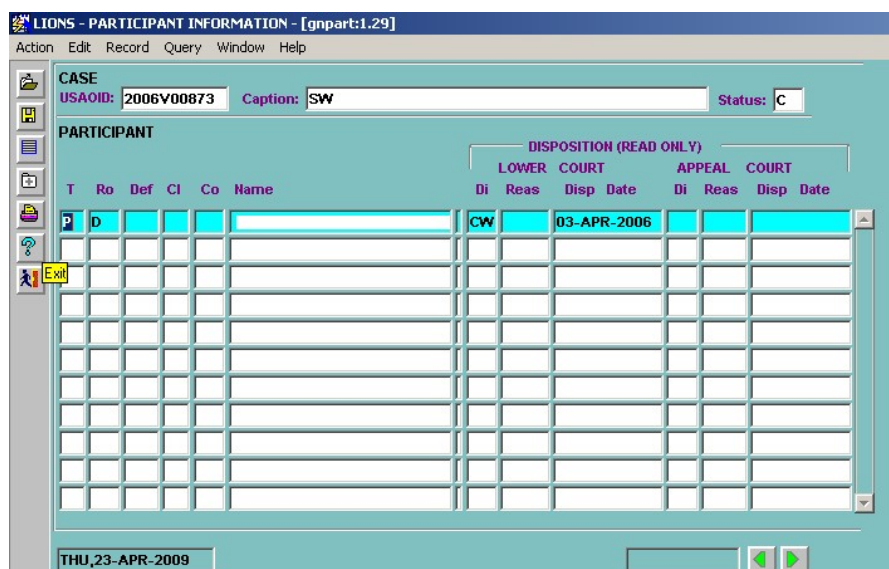 LIONS - PARTICIPANT INFORMATION - [gnpart:1.29]
Action Edit Record Query Window Help
CASE
USAOID: 2006V00873 Caption: SW Status: C
PARTICIPANT
DISPOSITION (READ ONLY)
LOWER COURT APPEAL COURT
T Ro Def Cl Co Name Di Reas Disp Date Di Reas Disp Date
P D CW 03-APR-2006
Exit
THU,23-APR-2009